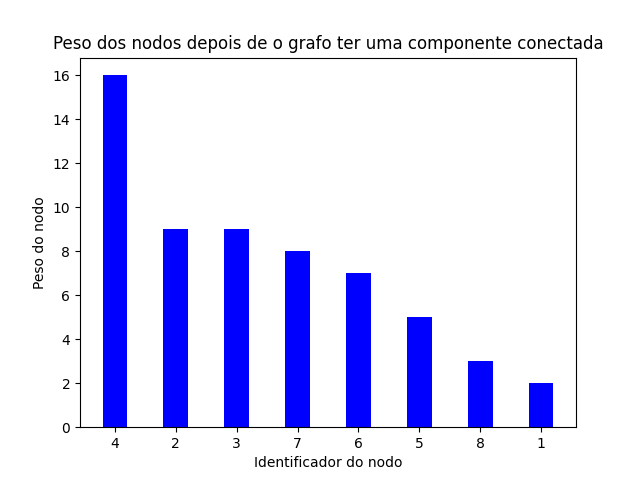 Peso dos nodos depois de o grafo ter uma componente conectada
Peso do nodo
16
14
12
10
8
6
4
2
0
4 2 3 7 6 5 8 1
Identificador do nodo